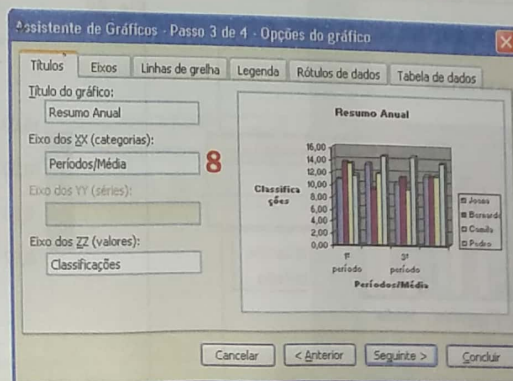 Assistente de Gráficos - Passo 3 de 4 - Opções do gráfico
Títulos Eixos Linhas de grelha Legenda Rótulos de dados Tabela de dados
Título do gráfico:
Resumo Anual
Eixo dos XX (categorias):
Períodos/Média
8
Eixo dos YY (séries):
Eixo dos ZZ (valores):
Classificações
Resumo Anual
16,00
14,00
12,00
10,00
8,00
6,00
4,00
2,00
0,00
Classifica
ções
1º
período
3º
período
Períodos/Média
Joana
Bernardo
Camila
Pedro
Cancelar < Anterior Seguinte > Concluir